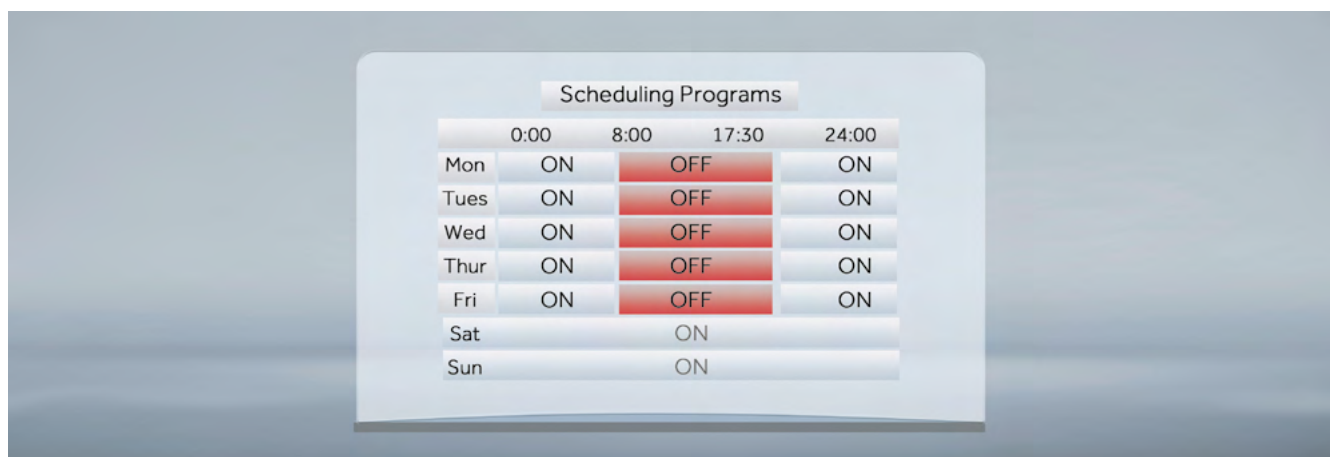 Scheduling Programs
0:00 8:00 17:30 24:00
Mon ON OFF ON
Tues ON OFF ON
Wed ON OFF ON
Thur ON OFF ON
Fri ON OFF ON
Sat ON
Sun ON